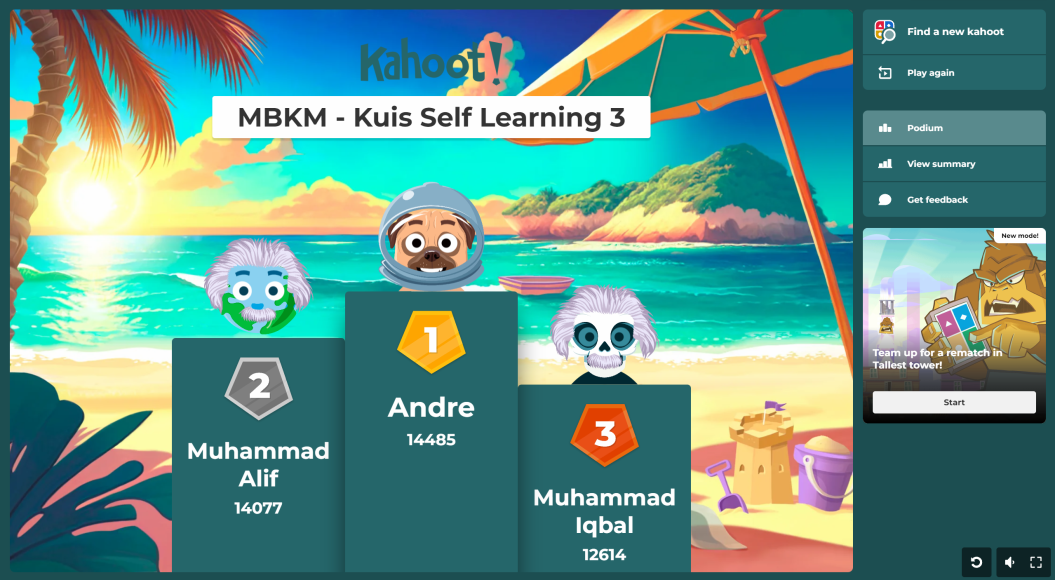 Kahoot!
MBKM - Kuis Self Learning 3
1
Andre
14485
2
Muhammad
Alif
14077
3
Muhammad
Iqbal
12614
Find a new kahoot
Play again
Podium
View summary
Get feedback
New mode!
Team up for a rematch in
Tallest tower!
Start